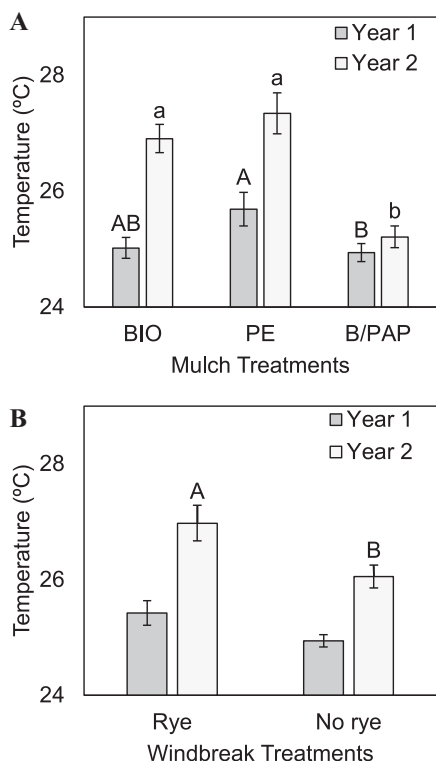 A
Year 1
Year 2
Temperature (ºC)
28
26
24
AB
a
A
a
B
b
BIO PE B/PAP
Mulch Treatments
B
Year 1
Year 2
Temperature (ºC)
28
26
24
A
B
Rye No rye
Windbreak Treatments